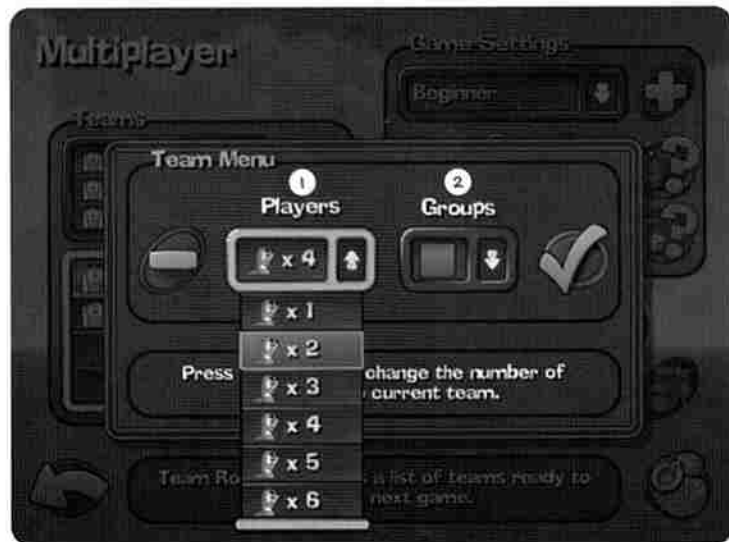 Multiplayer
Game Settings
Beginner
Teams
Team Menu
1
2
Players
Groups
x 4
x 1
x 2
Press change the number of
x 3
current team.
x 4
x 5
Team Ro a list of teams ready to
x 6
next game.